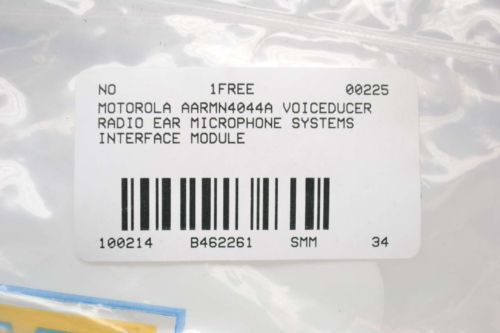 NO 1FREE 00225
MOTOROLA AARMN4044A VOICEDUCER
RADIO EAR MICROPHONE SYSTEMS
INTERFACE MODULE
100214 B462261 SMM 34